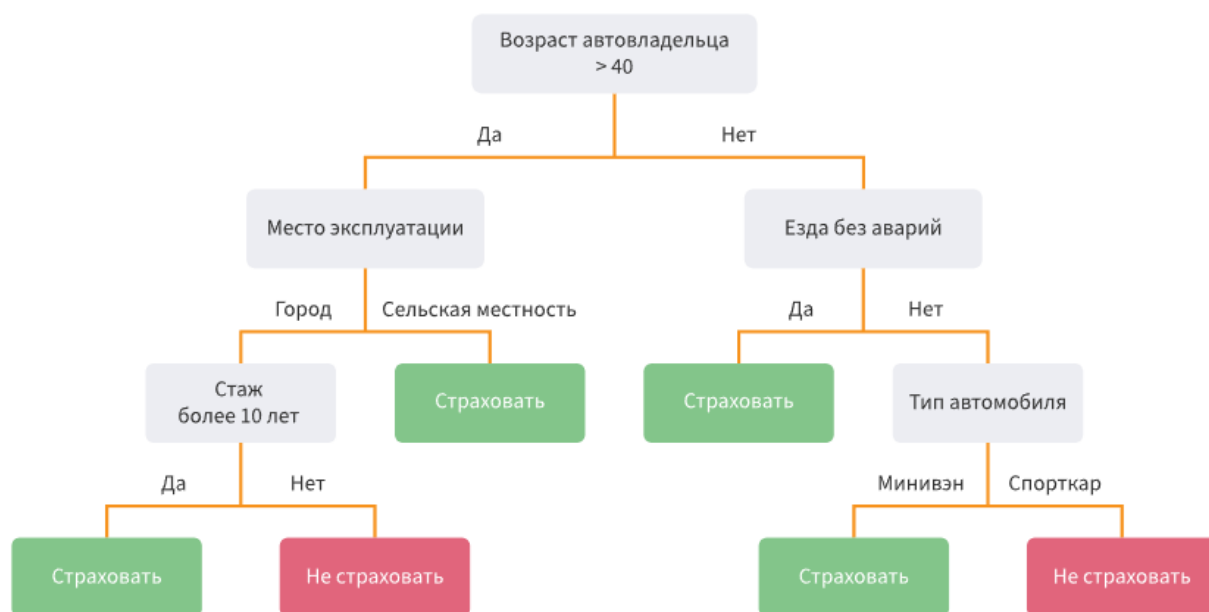 Возраст автовладельца
> 40
Да
Нет
Место эксплуатации
Езда без аварий
Город
Сельская местность
Да
Нет
Стаж
более 10 лет
Страховать
Страховать
Тип автомобиля
Да
Нет
Минивэн
Спорткар
Страховать
Не страховать
Страховать
Не страховать